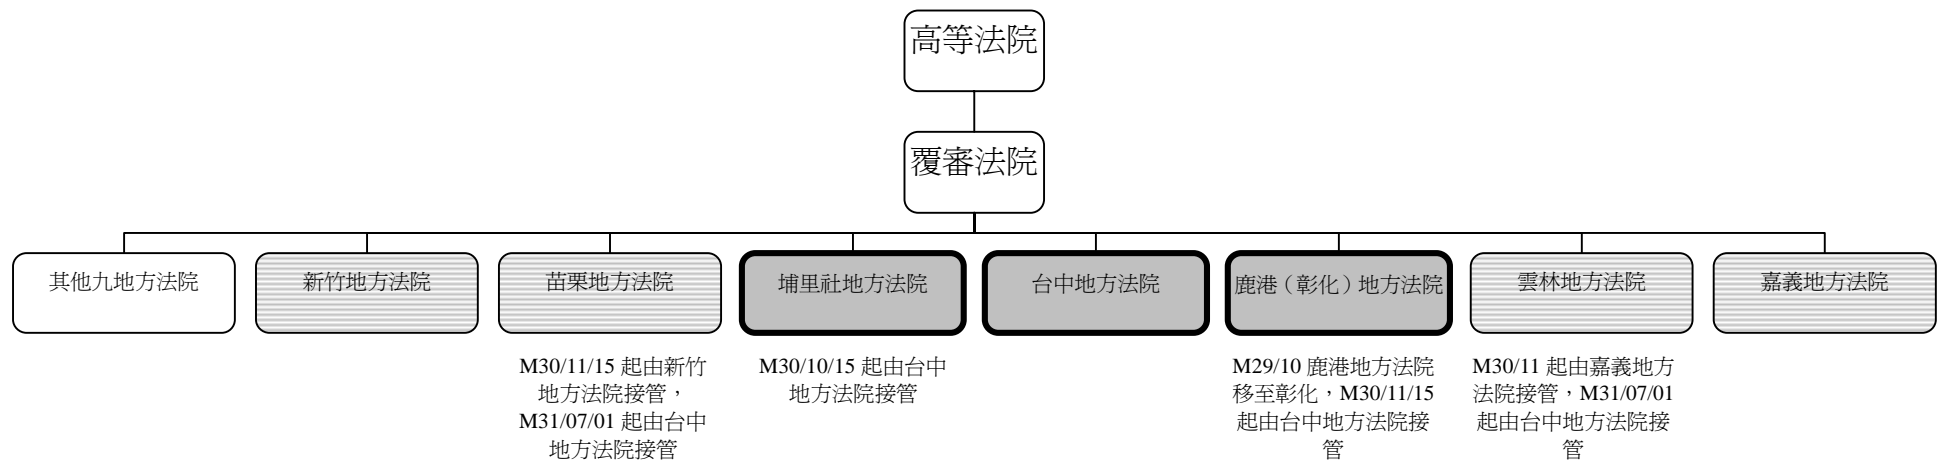 高等法院
覆審法院
其他九地方法院
新竹地方法院
苗栗地方法院
埔里社地方法院
台中地方法院
鹿港（彰化）地方法院
雲林地方法院
嘉義地方法院
M30/11/15 起由新竹
地方法院接管，
M31/07/01 起由台中
地方法院接管
M30/10/15 起由台中
地方法院接管
M29/10 鹿港地方法院
移至彰化，M30/11/15
起由台中地方法院接
管
M30/11 起由嘉義地方
法院接管，M31/07/01
起由台中地方法院接
管